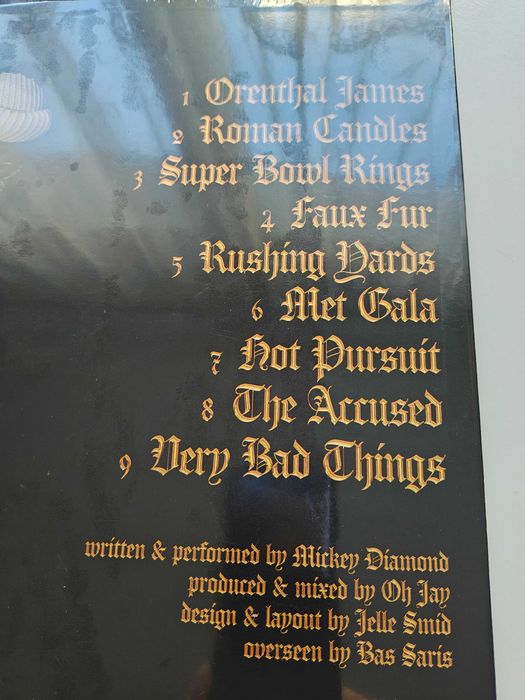 1 Orenthal James
2 Roman Candles
3 Super Bowl Rings
4 Faux Fur
5 Rushing Yards
6 Met Gala
7 Hot Pursuit
8 The Accused
9 Very Bad Things
written & performed by Mickey Diamond
produced & mixed by Oh Jay
design & layout by Jelle Smid
overseen by Bas Saris